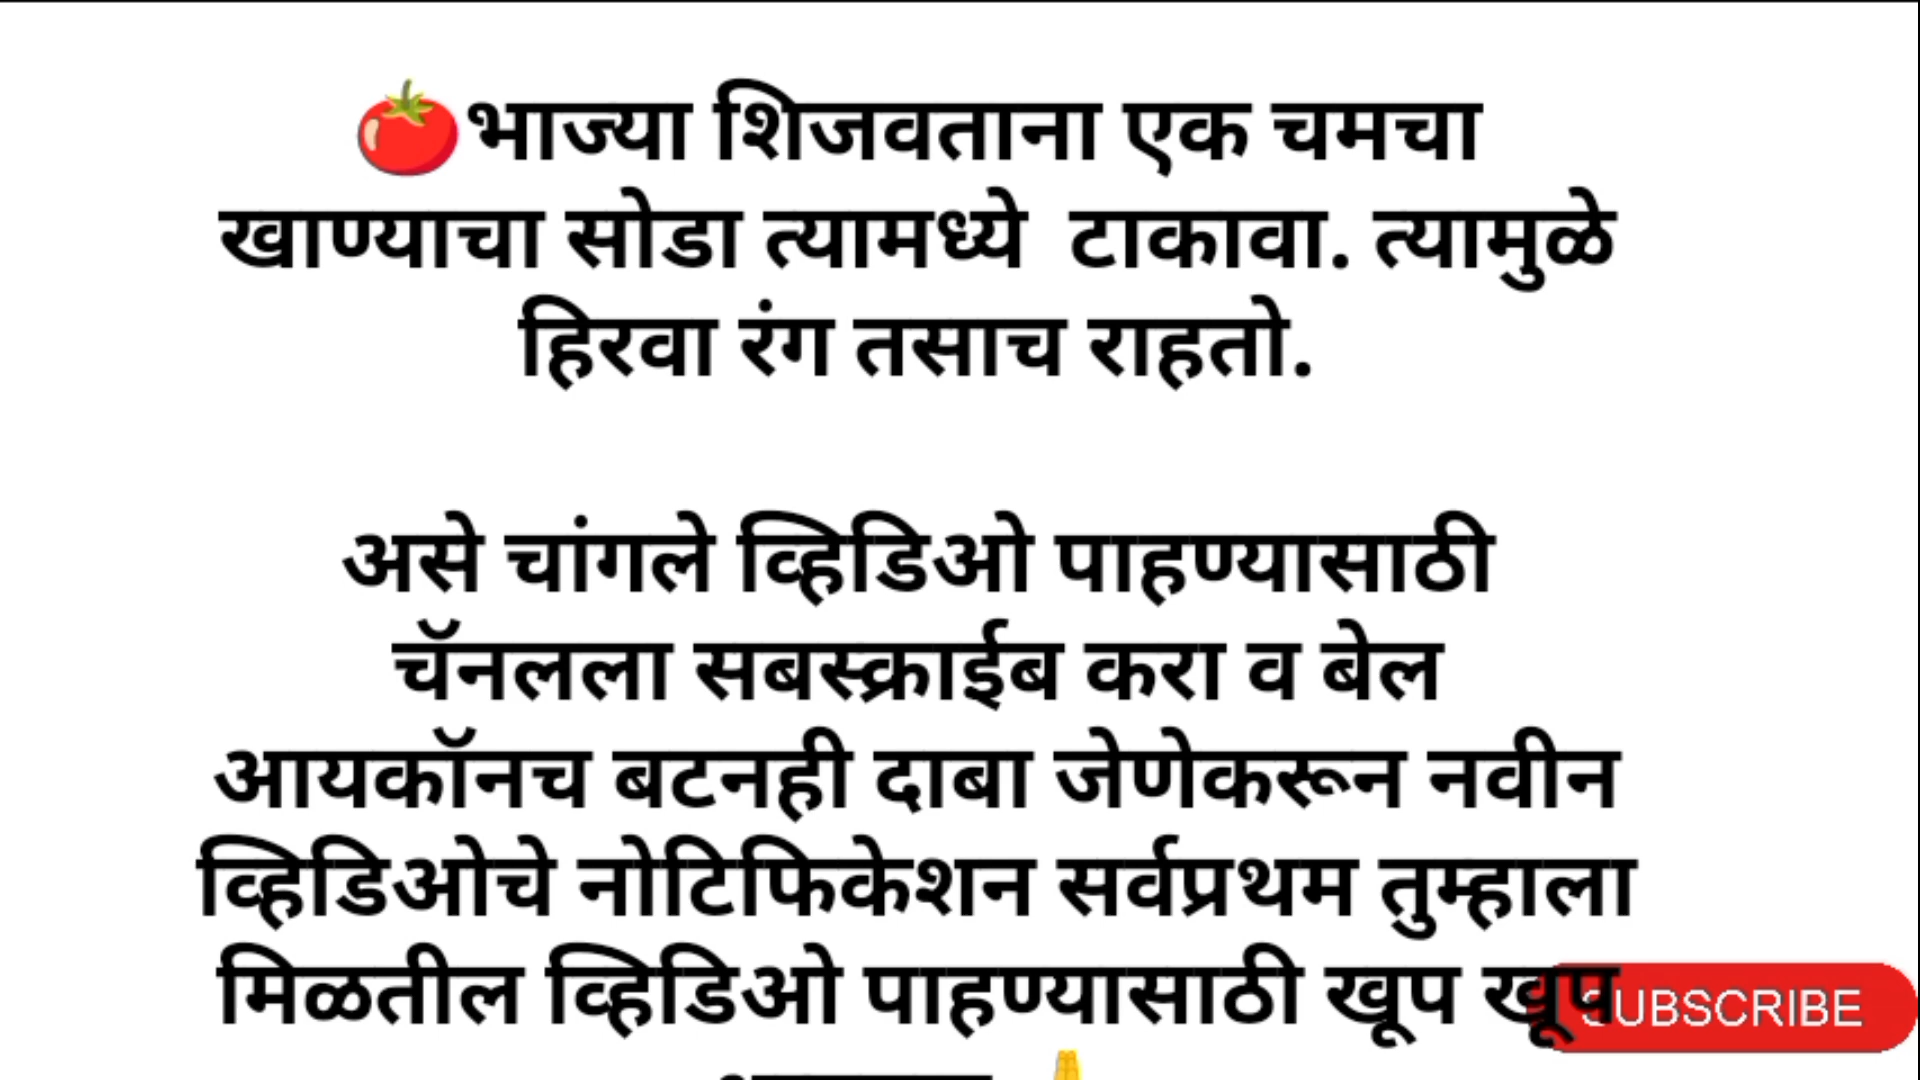 🍅भाज्या शिजवताना एक चमचा
खाण्याचा सोडा त्यामध्ये टाकावा. त्यामुळे
हिरवा रंग तसाच राहतो.
असे चांगले व्हिडिओ पाहण्यासाठी
चॅनलला सबस्क्राईब करा व बेल
आयकॉनच बटनही दाबा जेणेकरून नवीन
व्हिडिओचे नोटिफिकेशन सर्वप्रथम तुम्हाला
मिळतील व्हिडिओ पाहण्यासाठी खूप खूप
SUBSCRIBE